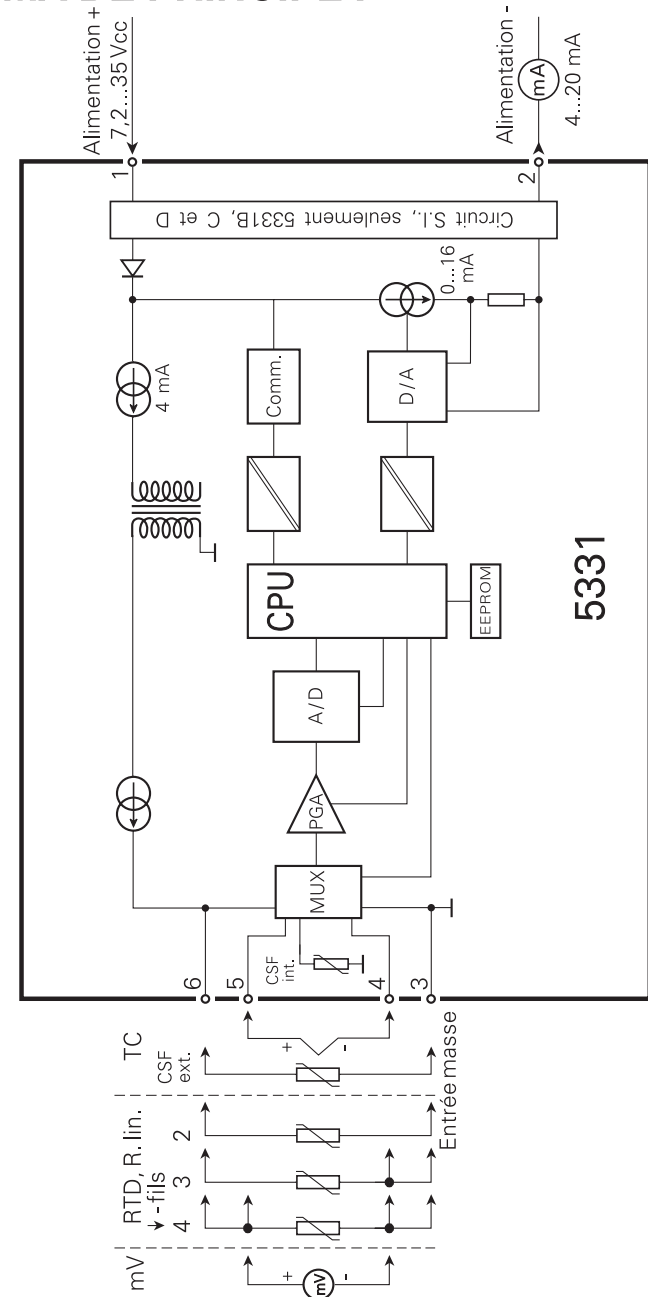 mV
RTD, R. lin.
-fils
4
3
2
TC
CSF
ext.
+
mV
-
+
-
Entrée masse
6
5
4
3
CSF
int.
MUX
PGA
A/D
CPU
EEPROM
Comm.
D/A
4 mA
0...16
mA
Circuit S.I., seulement 5331B, C et D
1
2
Alimentation +
7,2...35 Vcc
Alimentation -
mA
4...20 mA
5331